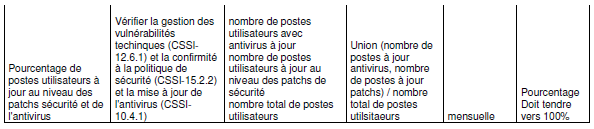 Pourcentage de
postes utilisateurs à
jour au niveau des
patchs sécurité et de
l'antivirus
Vérifier la gestion des
vulnérabilités
techinques (CSSI-
12.6.1) et la confirmité
à la politique de
sécurité (CSSI-15.2.2)
et la mise à jour de
l'antivirus (CSSI-
10.4.1)
nombre de postes
utilisateurs avec
antivirus à jour
nombre de postes
utilisateurs à jour au
niveau des patchs de
sécurité
nombre total de postes
utilisateurs
Union (nombre de
postes à jour
antivirus, nombre
de postes à jour
patchs) / nombre
total de postes
utilsitaeurs
mensuelle
Pourcentage
Doit tendre
vers 100%